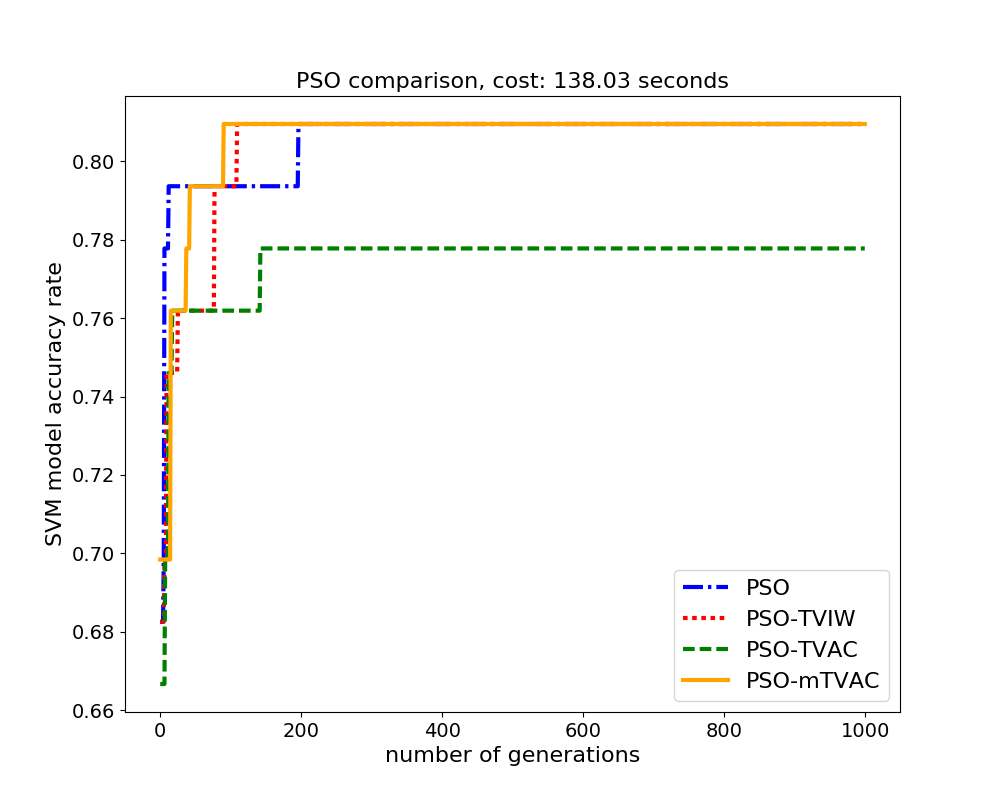 PSO comparison, cost: 138.03 seconds
SVM model accuracy rate
0.80
0.78
0.76
0.74
0.72
0.70
0.68
0.66
0 200 400 600 800 1000
number of generations
PSO
PSO-TVIW
PSO-TVAC
PSO-mTVAC